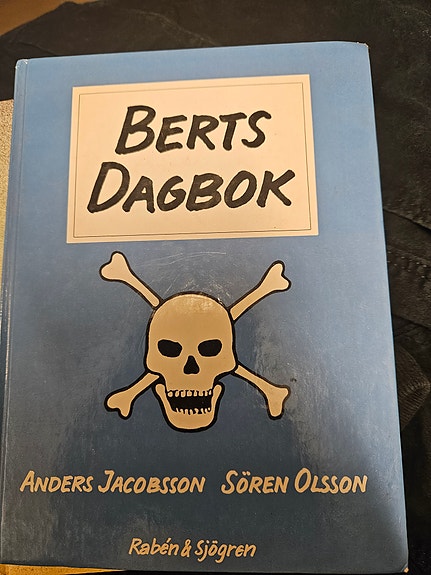 BERTS
DAGBOK
ANDERS JACOBSSON SÖREN OLSSON
Rabén & Sjögren